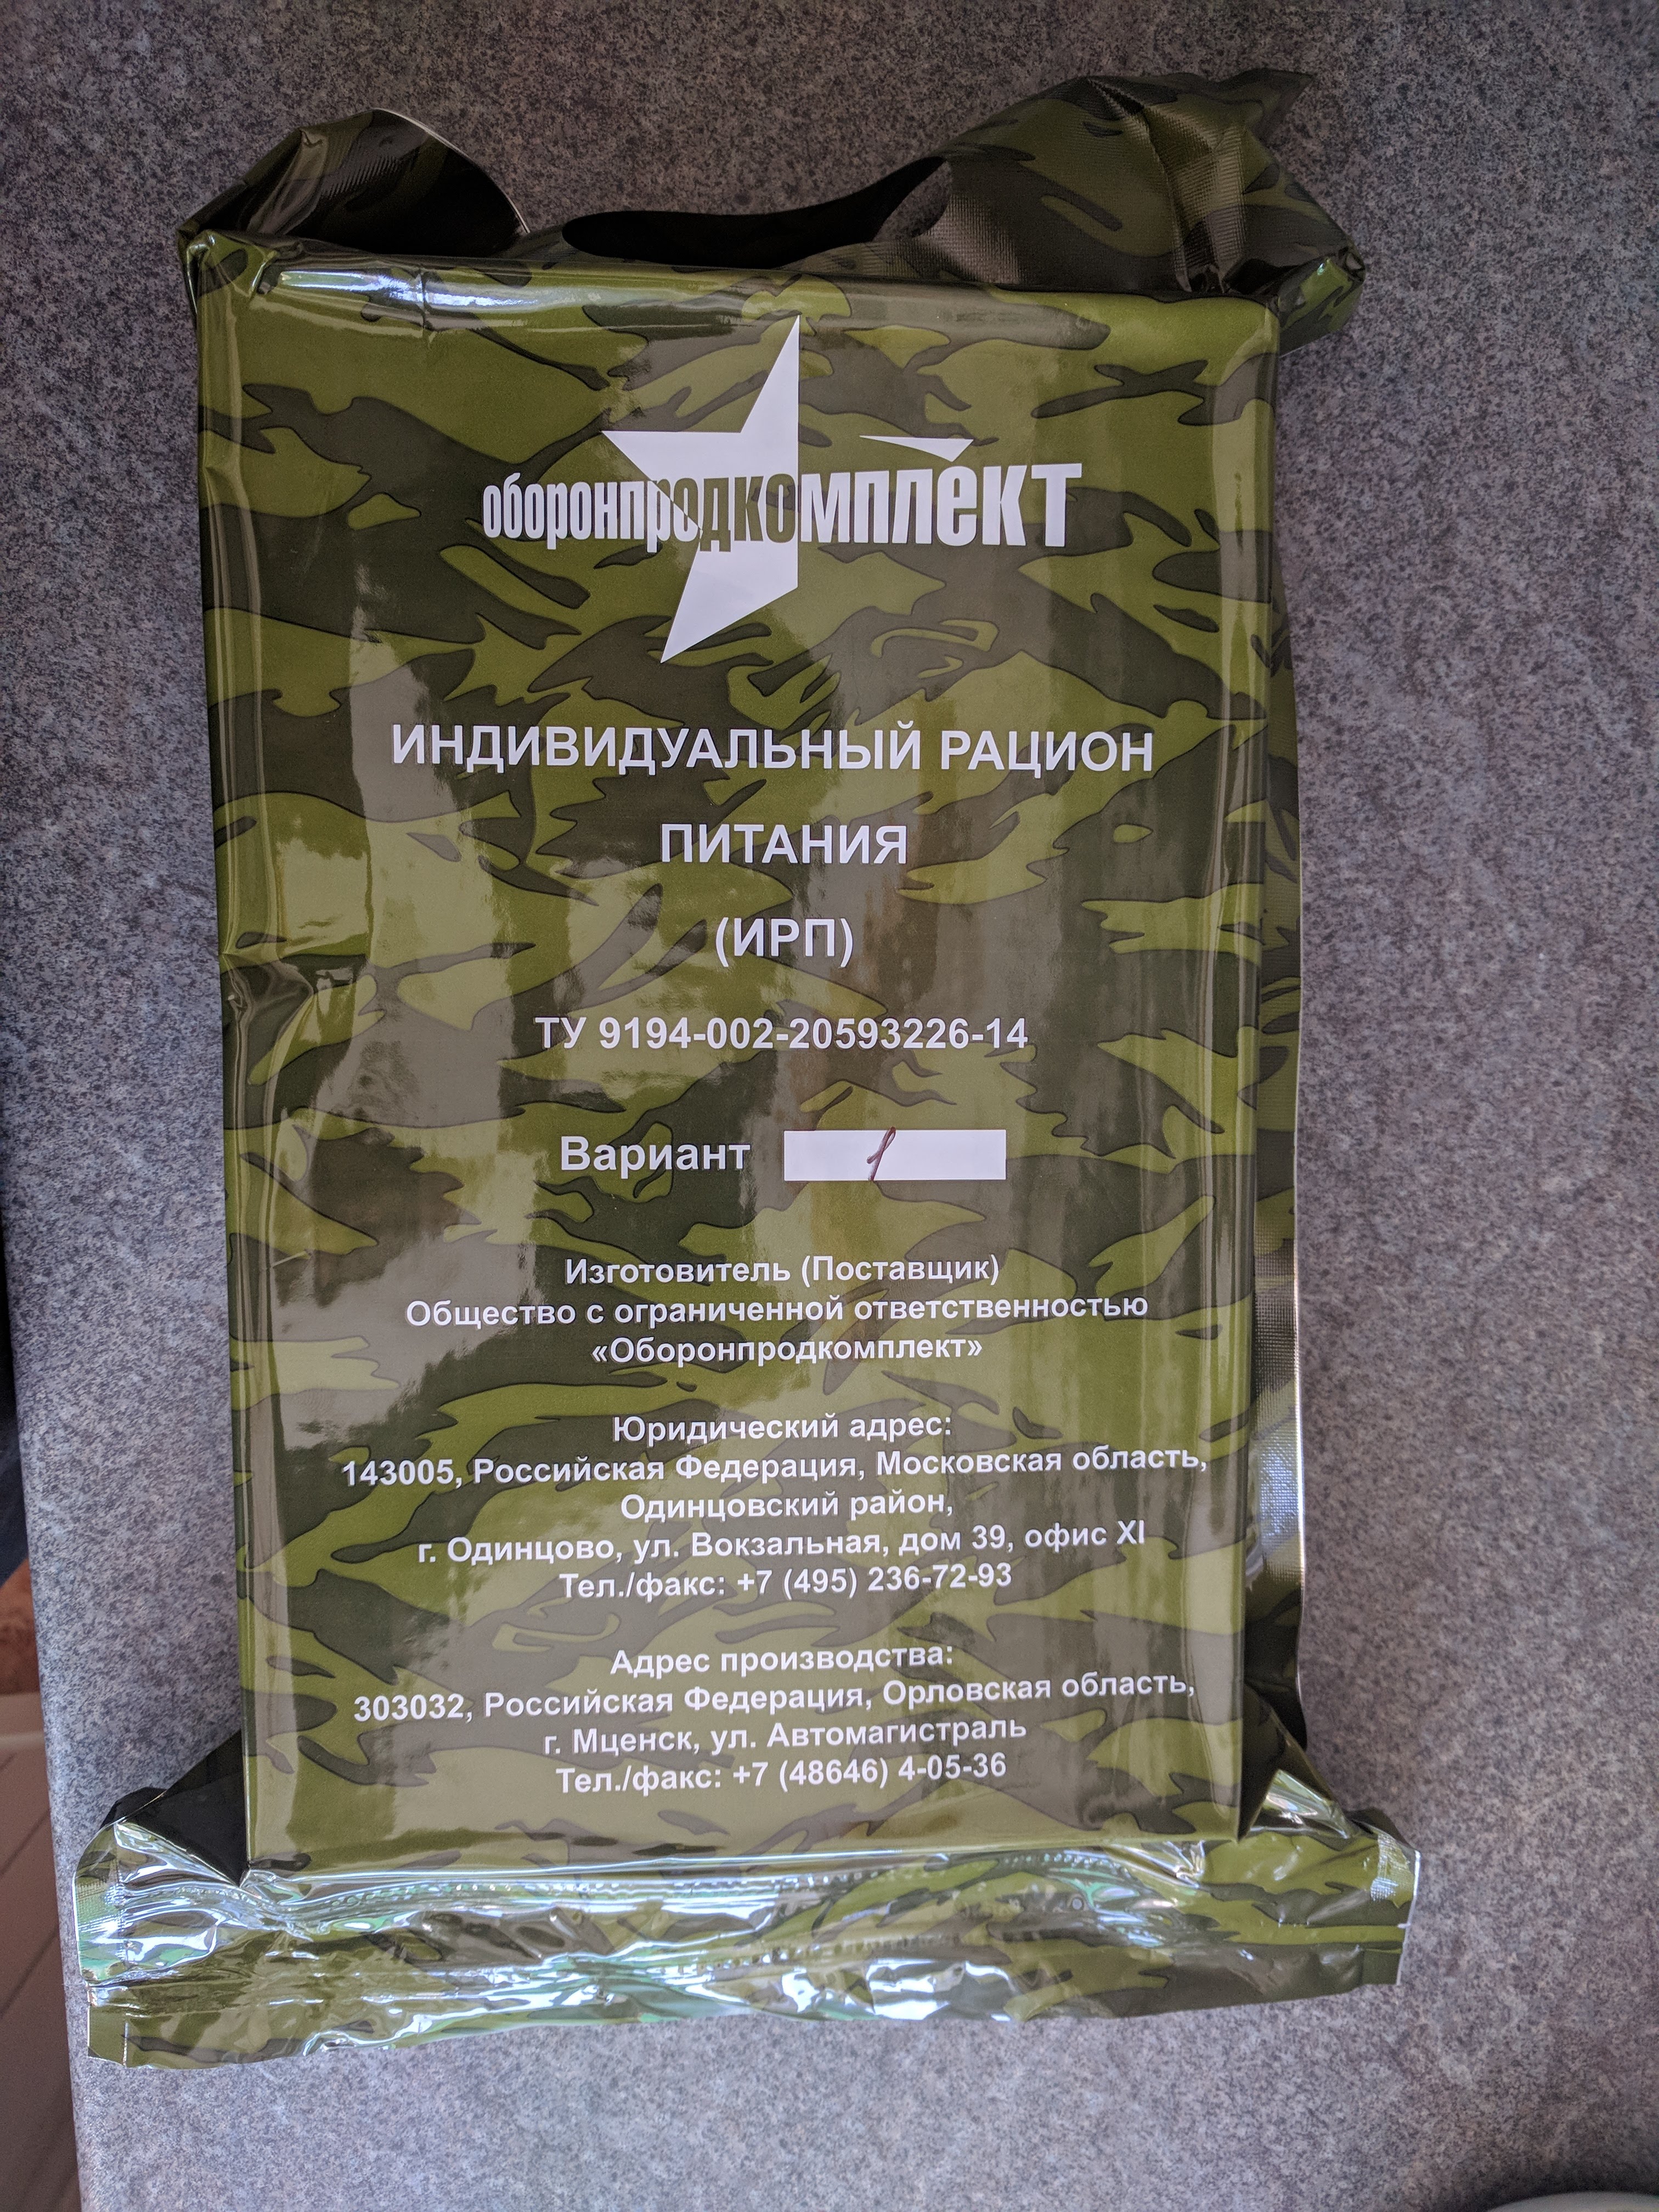 оборонпродкомплект
ИНДИВИДУАЛЬНЫЙ РАЦИОН
ПИТАНИЯ
(ИРП)
ТУ 9194-002-20593226-14
Вариант 1
Изготовитель (Поставщик)
Общество с ограниченной ответственностью
«Оборонпродкомплект»
Юридический адрес:
143005, Российская Федерация, Московская область,
Одинцовский район,
г. Одинцово, ул. Вокзальная, дом 39, офис XI
Тел./факс: +7 (495) 236-72-93
Адрес производства:
303032, Российская Федерация, Орловская область,
г. Мценск, ул. Автомагистраль
Тел./факс: +7 (48646) 4-05-36